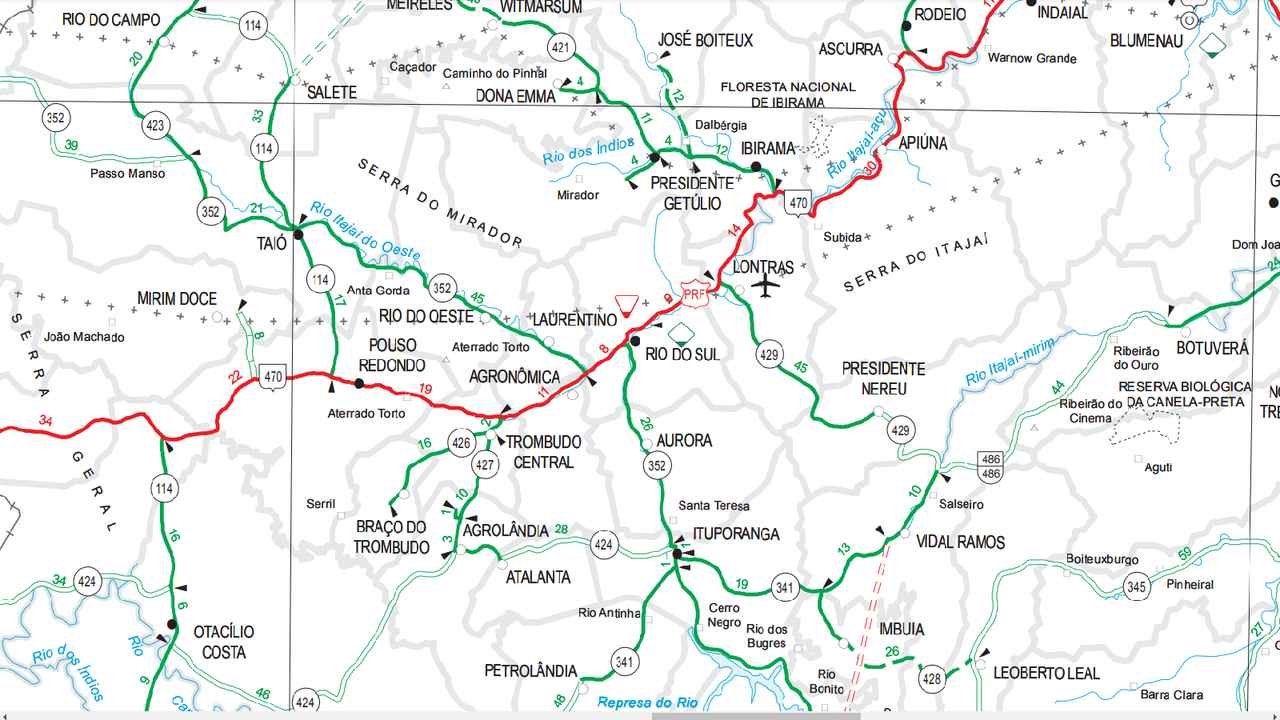 MEIRELES
WITMARSUM
RODEIO
INDAIAL
17
RIO DO CAMPO
114
421
JOSÉ BOITEUX
ASCURRA
BLUMENAU
20
Caçador
Caminho do Pinhal
Warnow Grande
SALETE
DONA EMMA
4
12
FLORESTA NACIONAL
DE IBIRAMA
352
33
423
11
Dalbérgia
Rio Itajaí-açu
39
114
Rio dos Índios
4
4
12
IBIRAMA
APIÚNA
Passo Manso
SERRA DO MIRADOR
Mirador
PRESIDENTE
GETÚLIO
30
352
21
Rio Itajaí do Oeste
470
TAIÓ
14
Subida
SERRA DO ITAJAÍ
Dom Joa
G
24
114
Anta Gorda
352
45
LONTRAS
PRF
9
MIRIM DOCE
17
RIO DO OESTE
LAURENTINO
João Machado
8
POUSO
REDONDO
Aterrado Torto
8
RIO DO SUL
429
Rio Itajaí-mirim
BOTUVERÁ
SERRA
GERAL
22
470
AGRONÔMICA
45
PRESIDENTE
NEREU
Ribeirão
do Ouro
19
11
44
RESERVA BIOLÓGICA
DA CANELA-PRETA
NO
TRE
34
Aterrado Torto
Ribeirão do
Cinema
2
26
429
16
426
TROMBUDO
CENTRAL
AURORA
427
352
486
486
Aguti
114
10
10
Serril
1
Santa Teresa
Salseiro
BRAÇO DO
TROMBUDO
16
3
AGROLÂNDIA
28
424
ITUPORANGA
VIDAL RAMOS
1
13
59
34
424
ATALANTA
1
19
341
Boiteuxburgo
345
Pinheiral
6
Rio Antinha
Cerro
Negro
Rio dos
Bugres
IMBUIA
27
OTACÍLIO
COSTA
Rio
Rio dos Índios
341
26
428
LEOBERTO LEAL
PETROLÂNDIA
Rio
Bonito
9
46
424
48
Represa do Rio
Barra Clara